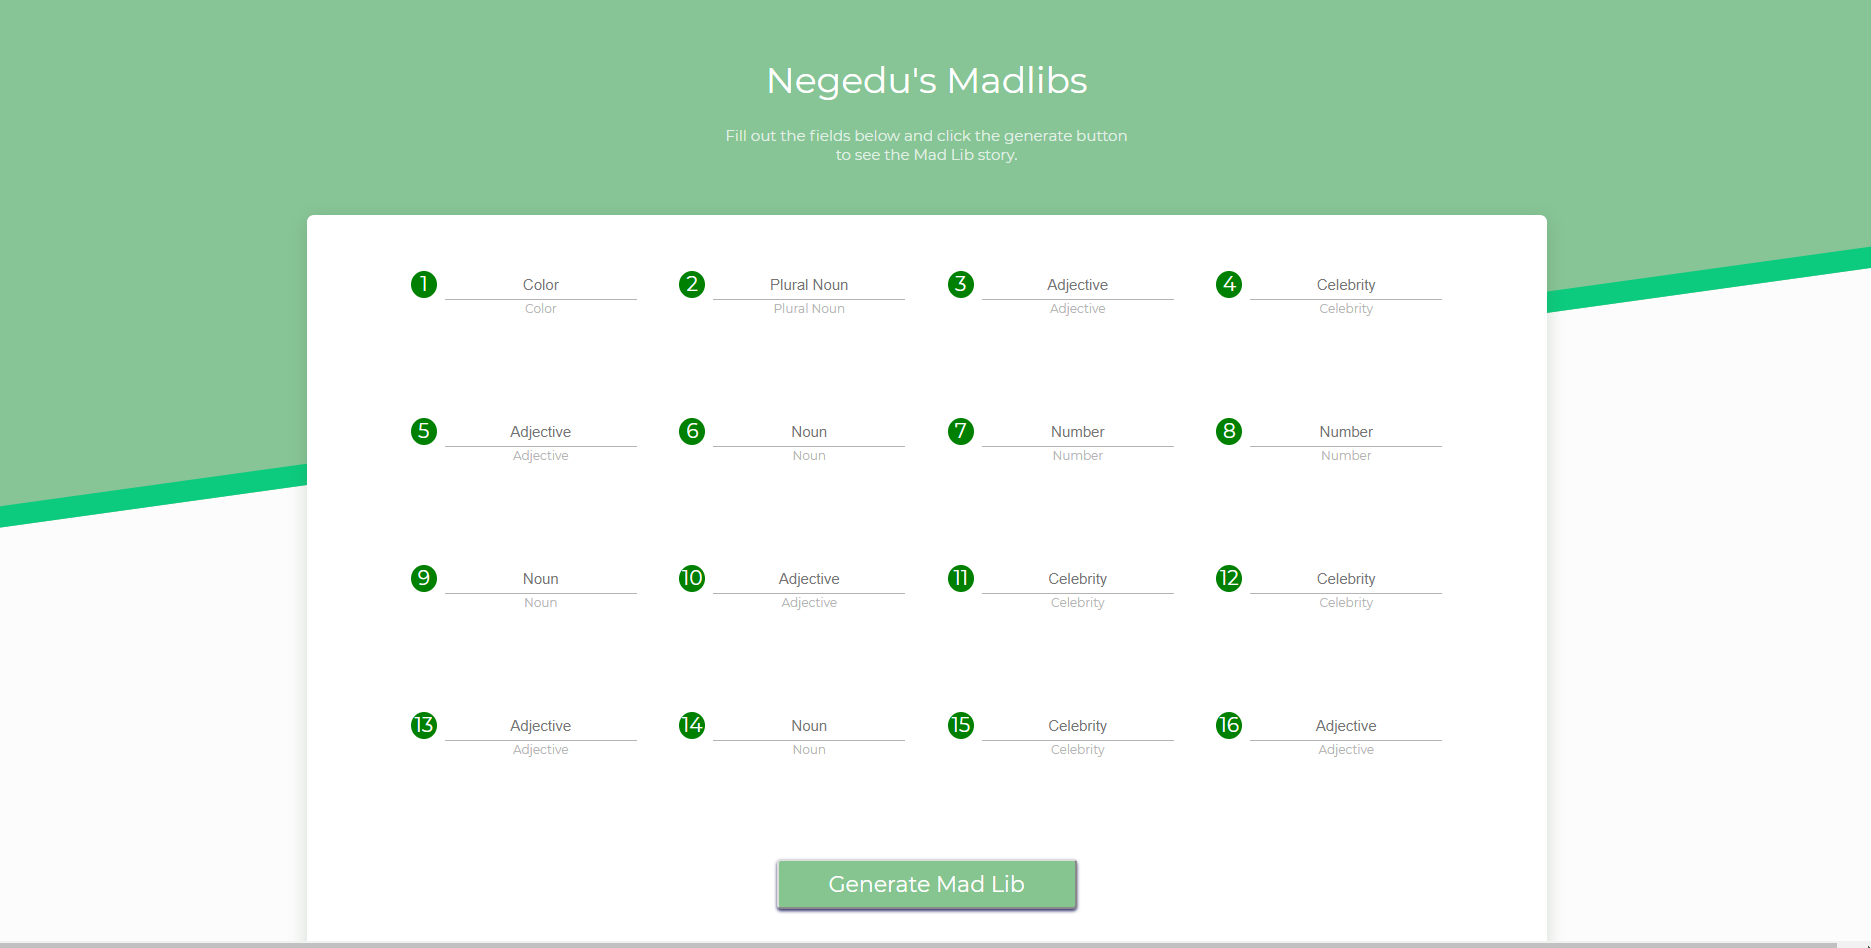 Negedu's Madlibs
Fill out the fields below and click the generate button
to see the Mad Lib story.
1 Color 2 Plural Noun 3 Adjective 4 Celebrity
Color Plural Noun Adjective Celebrity
5 Adjective 6 Noun 7 Number 8 Number
Adjective Noun Number Number
9 Noun 10 Adjective 11 Celebrity 12 Celebrity
Noun Adjective Celebrity Celebrity
13 Adjective 14 Noun 15 Celebrity 16 Adjective
Adjective Noun Celebrity Adjective
Generate Mad Lib